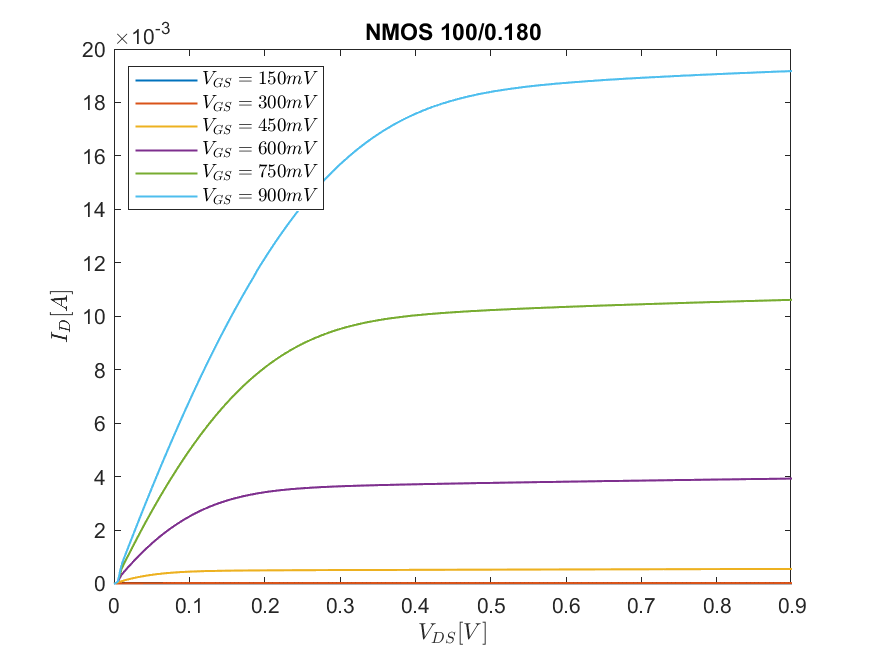 NMOS 100/0.180
×10-3
20
18
16
14
12
10
8
6
4
2
0
I_D[A]
V_GS = 150mV
V_GS = 300mV
V_GS = 450mV
V_GS = 600mV
V_GS = 750mV
V_GS = 900mV
0 0.1 0.2 0.3 0.4 0.5 0.6 0.7 0.8 0.9
V_DS[V]